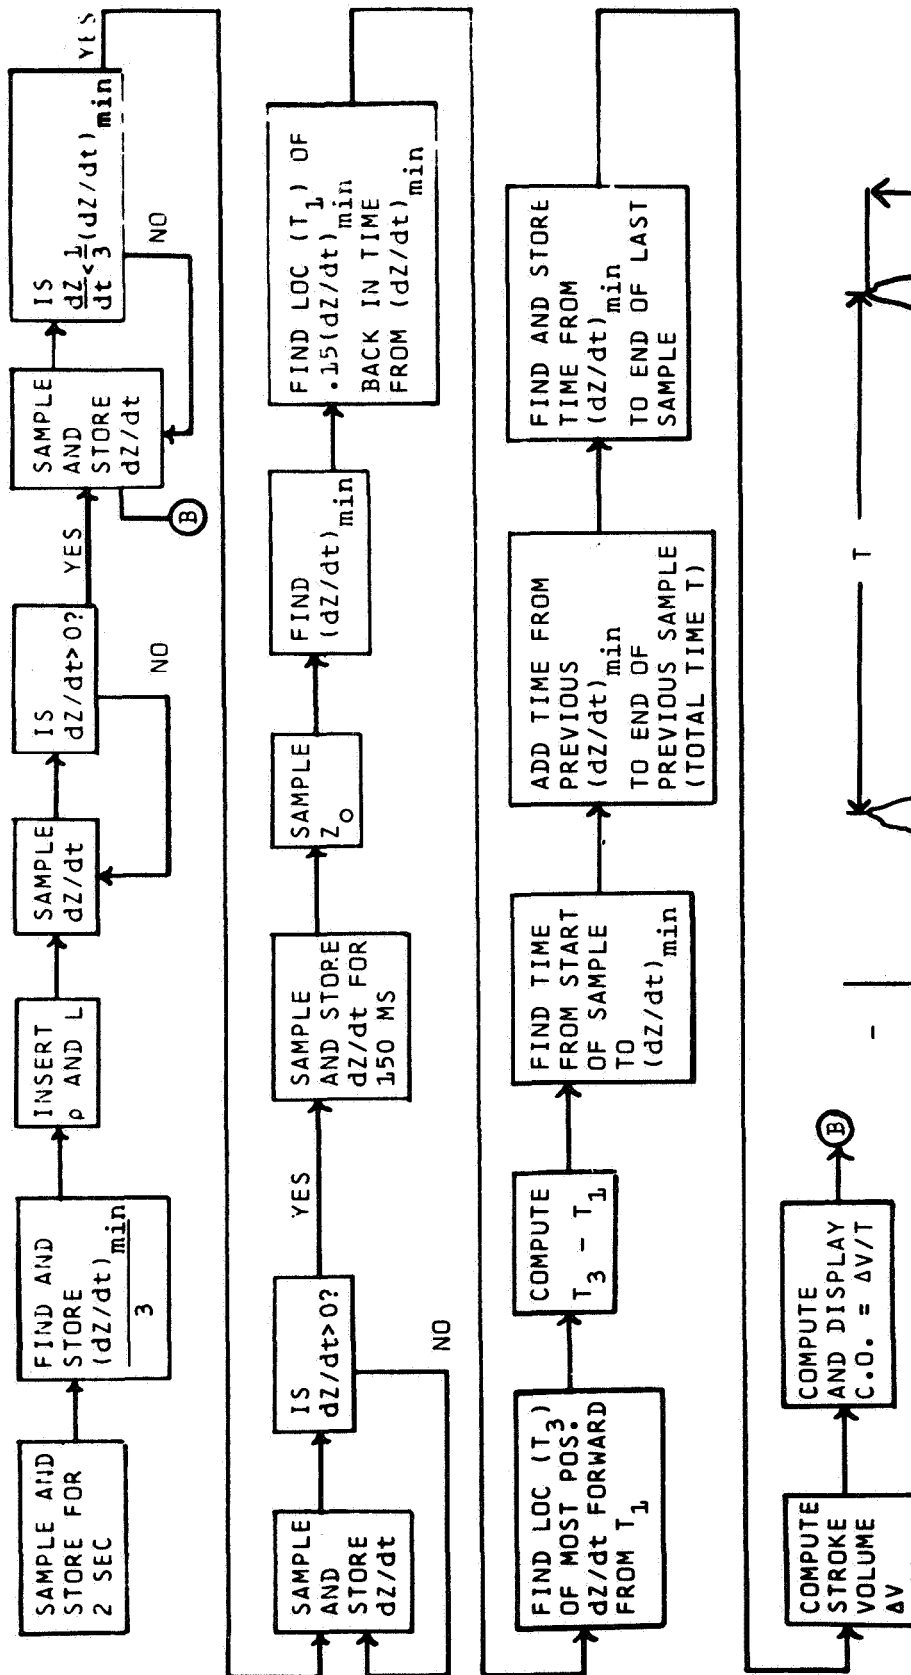 SAMPLE AND
STORE FOR
2 SEC
FIND AND
STORE
(dZ/dt)min
3
INSERT
ρ AND L
SAMPLE
dZ/dt
IS
dZ/dt>0?
YES
NO
SAMPLE
AND
STORE
dZ/dt
B
IS
dZ/dt<1/3(dZ/dt)min
YES
NO
SAMPLE
AND
STORE
dZ/dt
IS
dZ/dt>0?
YES
NO
SAMPLE
AND STORE
dZ/dt FOR
150 MS
SAMPLE
Zo
FIND
(dZ/dt)min
FIND LOC (T1) OF
.15(dZ/dt)min
BACK IN TIME
FROM (dZ/dt)min
FIND LOC (T3)
OF MOST POS.
dZ/dt FORWARD
FROM T1
COMPUTE
T3 - T1
FIND TIME
FROM START
OF SAMPLE
TO
(dZ/dt)min
ADD TIME FROM
PREVIOUS
(dZ/dt)min
TO END OF
PREVIOUS SAMPLE
(TOTAL TIME T)
FIND AND STORE
TIME FROM
(dZ/dt)min
TO END OF LAST
SAMPLE
COMPUTE
STROKE
VOLUME
ΔV
COMPUTE
AND DISPLAY
C.O. = ΔV/T
B
-
T